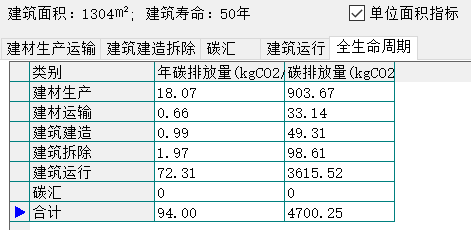 建筑面积：1304㎡；建筑寿命：50年 单位面积指标
建材生产运输 建筑建造拆除 碳汇 建筑运行 全生命周期
类别 年碳排放量(kgCO2/ 碳排放量(kgCO2
建材生产 18.07 903.67
建材运输 0.66 33.14
建筑建造 0.99 49.31
建筑拆除 1.97 98.61
建筑运行 72.31 3615.52
碳汇 0 0
合计 94.00 4700.25